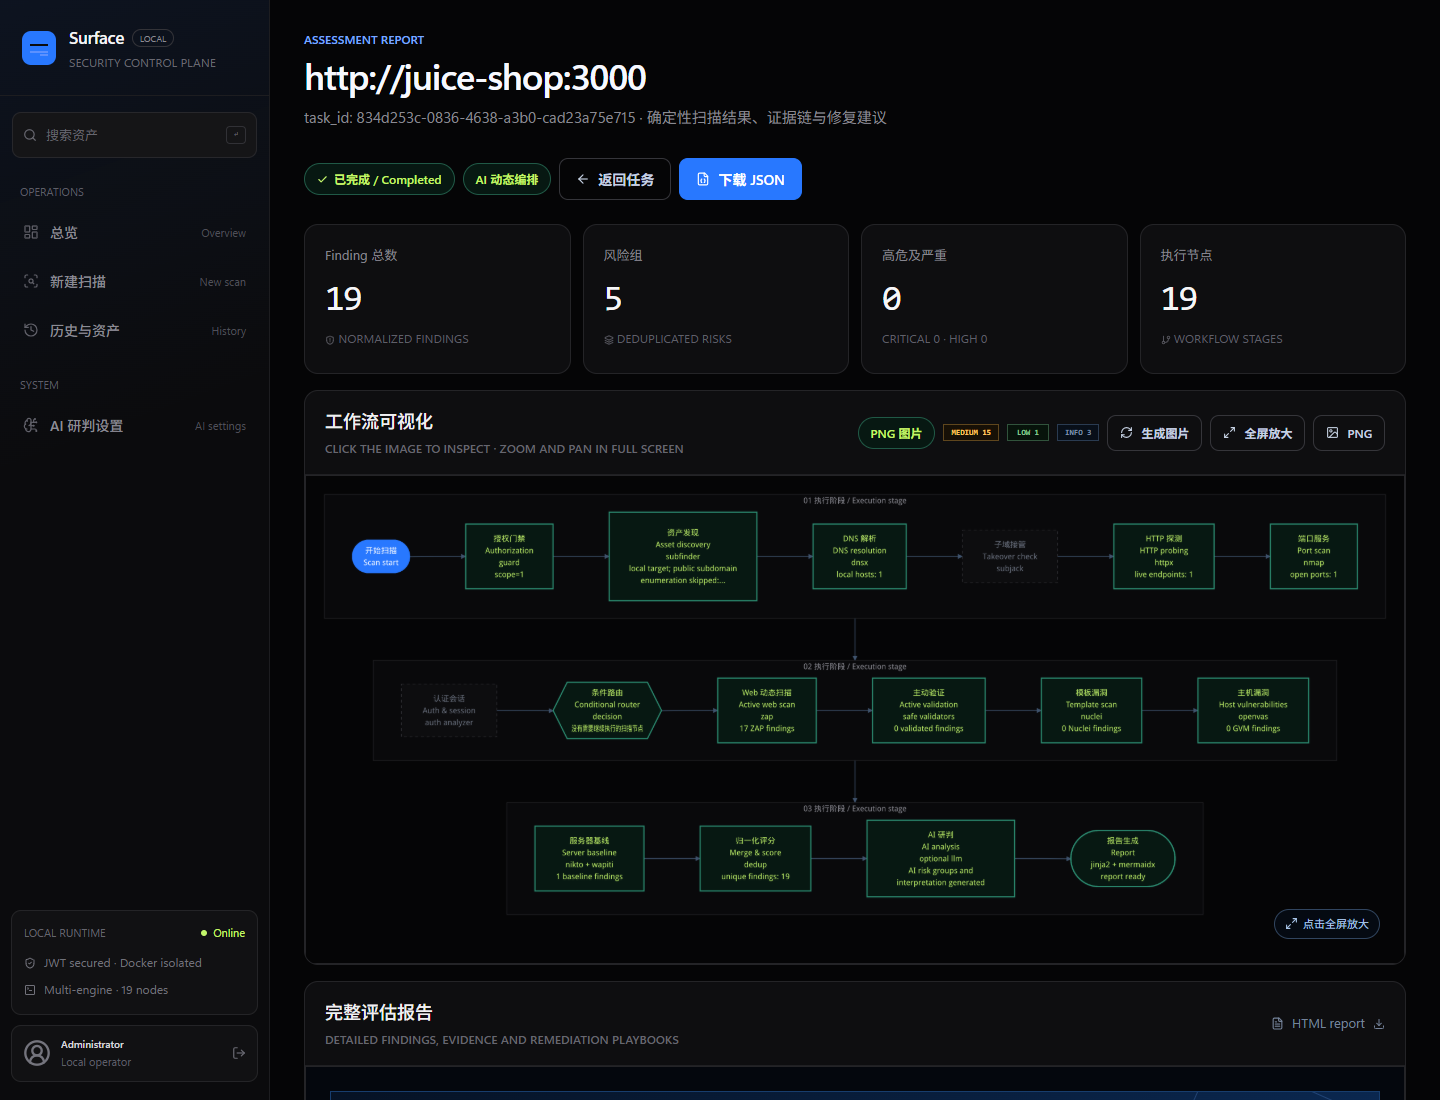 Surface LOCAL
SECURITY CONTROL PLANE
搜索资产
OPERATIONS
总览 Overview
新建扫描 New scan
历史与资产 History
SYSTEM
AI 研判设置 AI settings
LOCAL RUNTIME Online
JWT secured · Docker isolated
Multi-engine · 19 nodes
Administrator
Local operator
ASSESSMENT REPORT
http://juice-shop:3000
task_id: 834d253c-0836-4638-a3b0-cad23a75e715 · 确定性扫描结果、证据链与修复建议
已完成 / Completed
AI 动态编排
返回任务
下载 JSON
Finding 总数
19
NORMALIZED FINDINGS
风险组
5
DEDUPLICATED RISKS
高危及严重
0
CRITICAL 0 · HIGH 0
执行节点
19
WORKFLOW STAGES
工作流可视化
CLICK THE IMAGE TO INSPECT · ZOOM AND PAN IN FULL SCREEN
PNG 图片
MEDIUM 15
LOW 1
INFO 3
生成图片
全屏放大
PNG
01 执行阶段 / Execution stage
开始扫描
Scan start
授权门禁
Authorization
guard
scope=1
资产发现
Asset discovery
subfinder
local target; public subdomain
enumeration skipped:...
DNS 解析
DNS resolution
dnsx
local hosts: 1
子域接管
Takeover check
subjack
HTTP 探测
HTTP probing
httpx
live endpoints: 1
端口服务
Port scan
nmap
open ports: 1
02 执行阶段 / Execution stage
认证会话
Auth & session
auth analyzer
条件路由
Conditional router
decision
没有需要继续执行的扫描节点
Web 动态扫描
Active web scan
zap
17 ZAP findings
主动验证
Active validation
safe validators
0 validated findings
模板漏洞
Template scan
nuclei
0 Nuclei findings
主机漏洞
Host vulnerabilities
openvas
0 GVM findings
03 执行阶段 / Execution stage
服务器基线
Server baseline
nikto + wapiti
1 baseline findings
归一化评分
Merge & score
dedup
unique findings: 19
AI 研判
AI analysis
optional llm
AI risk groups and
interpretation generated
报告生成
Report
jinja2 + mermaidx
report ready
点击全屏放大
完整评估报告
DETAILED FINDINGS, EVIDENCE AND REMEDIATION PLAYBOOKS
HTML report